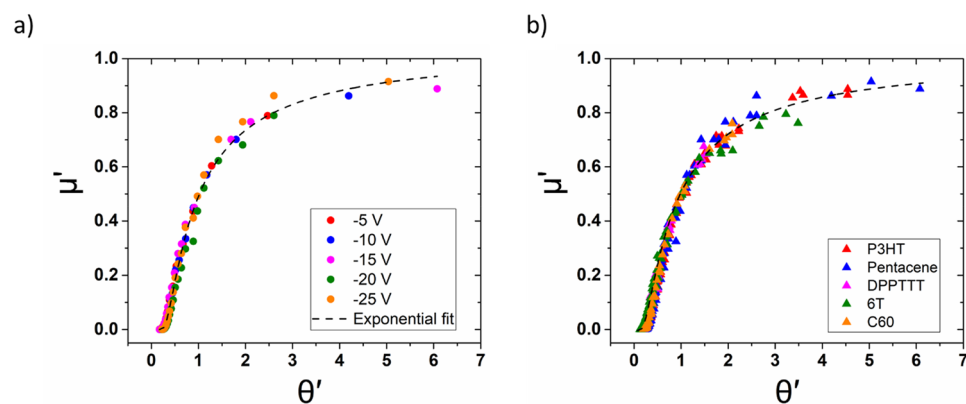 a)
μ'
1.0
0.8
0.6
0.4
0.2
0.0
0 1 2 3 4 5 6 7
θ'
-5 V
-10 V
-15 V
-20 V
-25 V
Exponential fit
b)
μ'
1.0
0.8
0.6
0.4
0.2
0.0
0 1 2 3 4 5 6 7
θ'
P3HT
Pentacene
DPPTTT
6T
C60